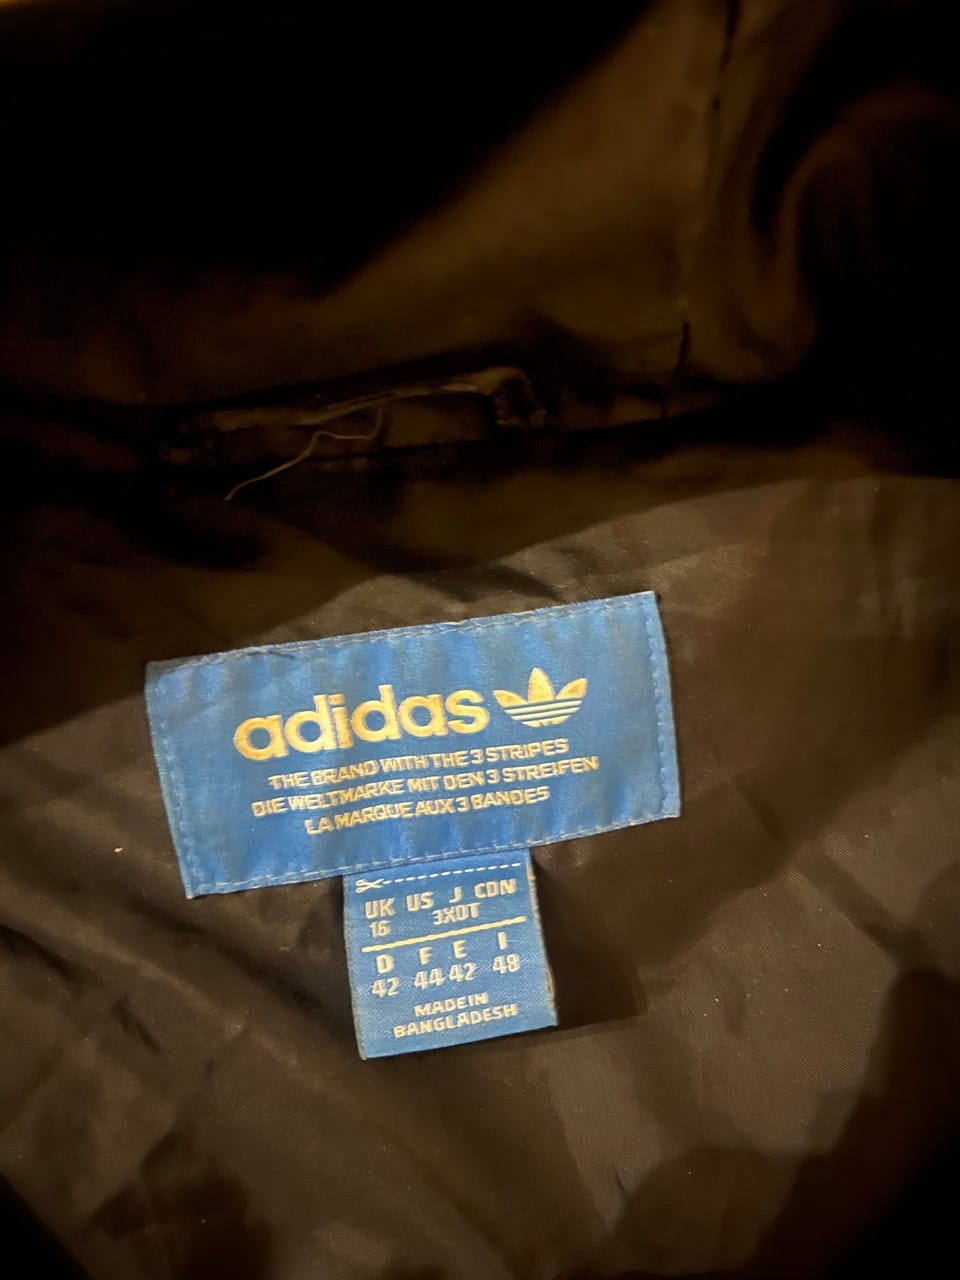 adidas
THE BRAND WITH THE 3 STRIPES
DIE WELTMARKE MIT DEN 3 STREIFEN
LA MARQUE AUX 3 BANDES
UK US J CDN
16 3XOT
D F E I
42 44 42 48
MADE IN
BANGLADESH